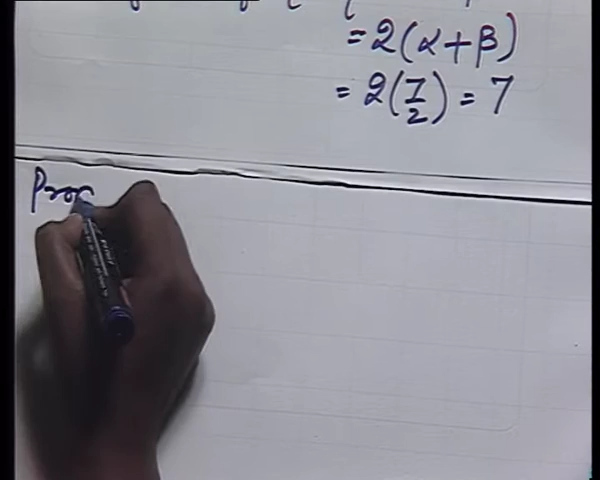 = 2(α+β)
= 2(7/2) = 7
Pro